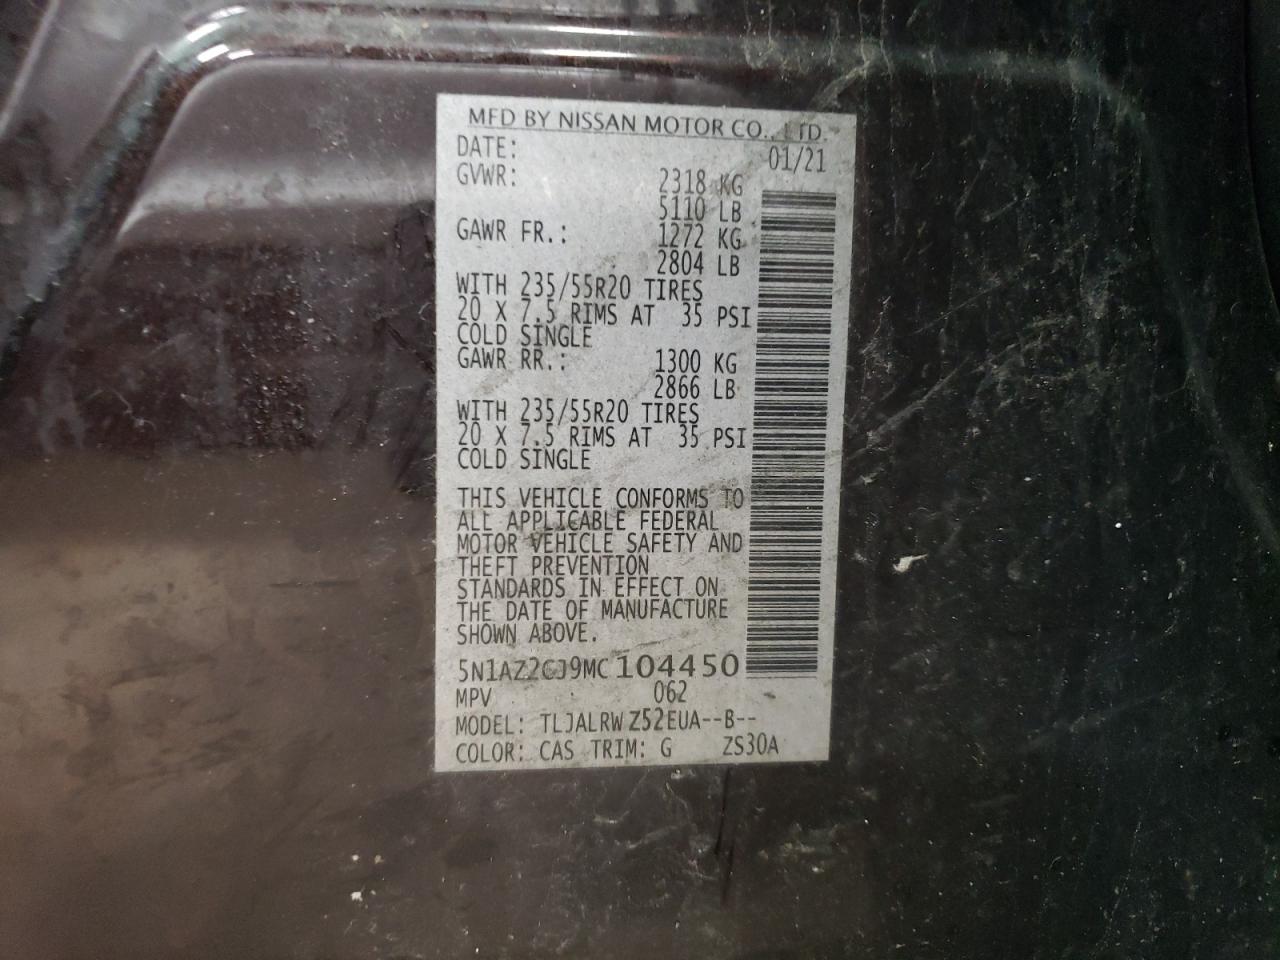 MFD BY NISSAN MOTOR CO., LTD.
DATE: 01/21
GVWR: 2318 KG
5110 LB
GAWR FR.: 1272 KG
2804 LB
WITH 235/55R20 TIRES
20 X 7.5 RIMS AT 35 PSI
COLD SINGLE
GAWR RR.: 1300 KG
2866 LB
WITH 235/55R20 TIRES
20 X 7.5 RIMS AT 35 PSI
COLD SINGLE
THIS VEHICLE CONFORMS TO
ALL APPLICABLE FEDERAL
MOTOR VEHICLE SAFETY AND
THEFT PREVENTION
STANDARDS IN EFFECT ON
THE DATE OF MANUFACTURE
SHOWN ABOVE.
5N1AZ2CJ9MC104450
MPV 062
MODEL: TLJALRWZ52EUA--B--
COLOR: CAS TRIM: G ZS30A